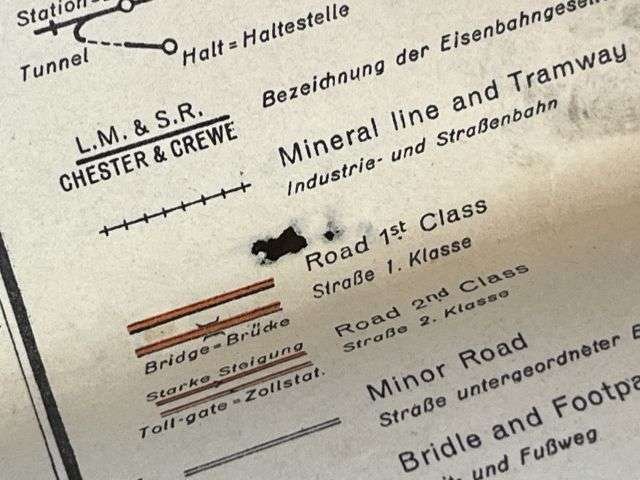 Station
Tunnel
Halt = Haltestelle
Bezeichnung der
L.M. & S.R.
CHESTER & CREWE
Mineral line and Tramway
Industrie- und Straßenbahn
Road 1st Class
Straße 1. Klasse
Bridge = Brücke
Road 2nd Class
Straße 2. Klasse
Starke Steigung
Toll-gate = Zollstat.
Minor Road
Straße untergeordneter
Bridle and
und Fußweg